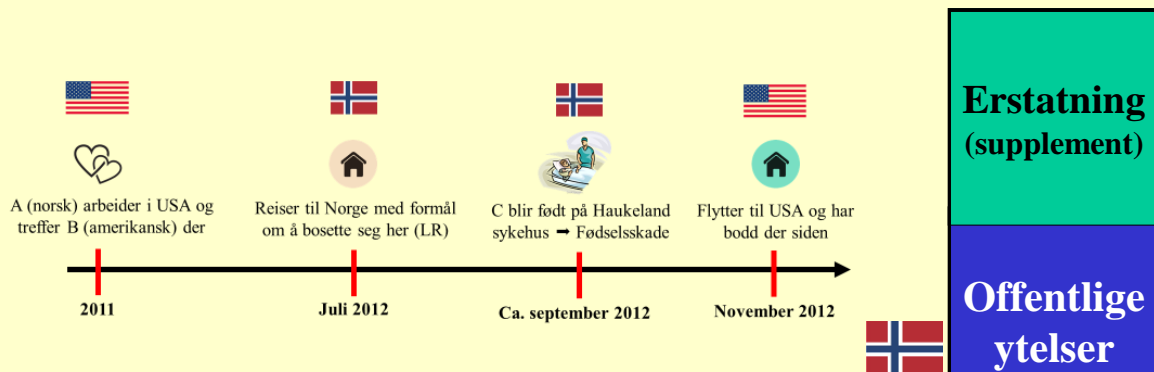 A (norsk) arbeider i USA og
treffer B (amerikansk) der
2011
Reiser til Norge med formål
om å bosette seg her (LR)
Juli 2012
C blir født på Haukeland
sykehus ➞ Fødselsskade
Ca. september 2012
Flytter til USA og har
bodd der siden
November 2012
Erstatning
(supplement)
Offentlige
ytelser